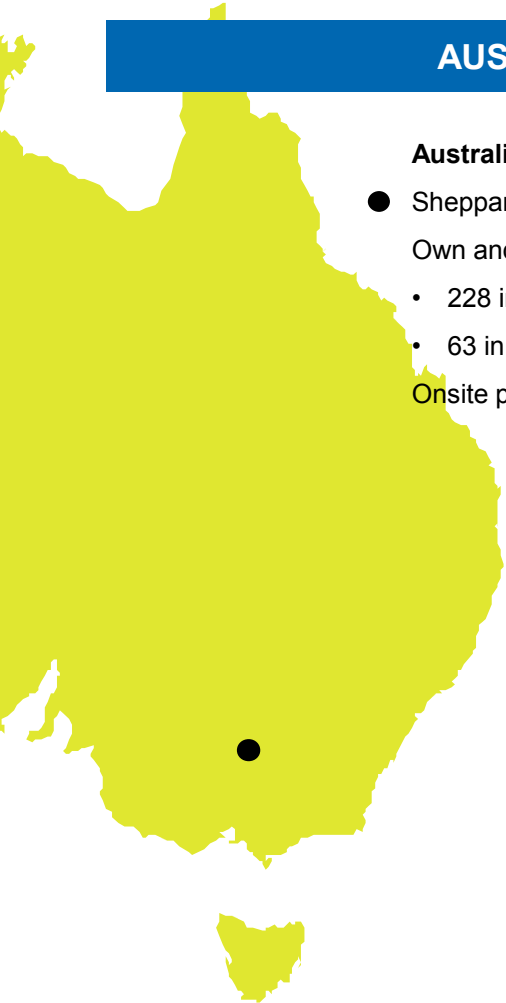 AUS
Australi
Sheppar
Own and
• 228 i
• 63 in
Onsite p